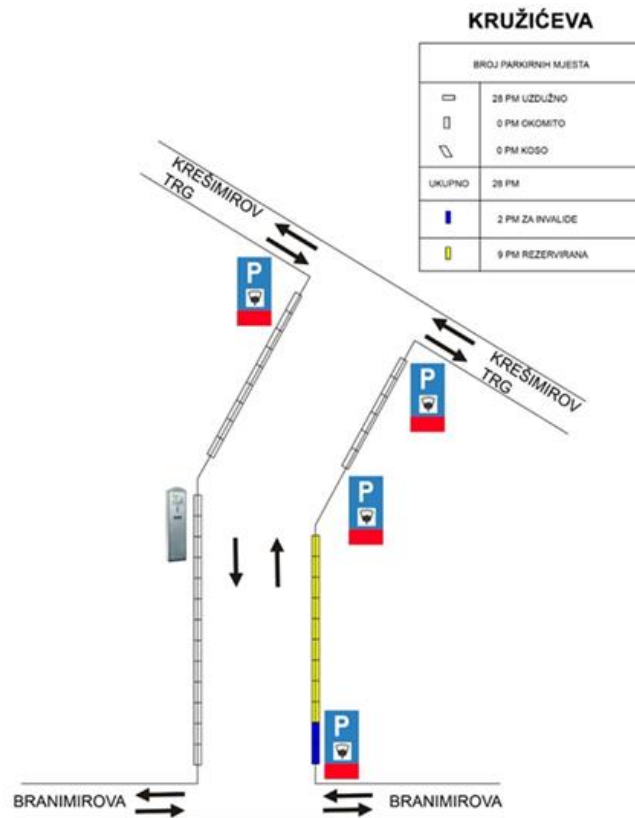 KRUŽIĆEVA
BROJ PARKIRNIH MJESTA
28 PM UZDUŽNO
0 PM OKOMITO
0 PM KOSO
UKUPNO 28 PM
2 PM ZA INVALIDE
9 PM REZERVIRANA
KREŠIMIROV
TRG
P
KREŠIMIROV
TRG
P
P
P
BRANIMIROVA
BRANIMIROVA